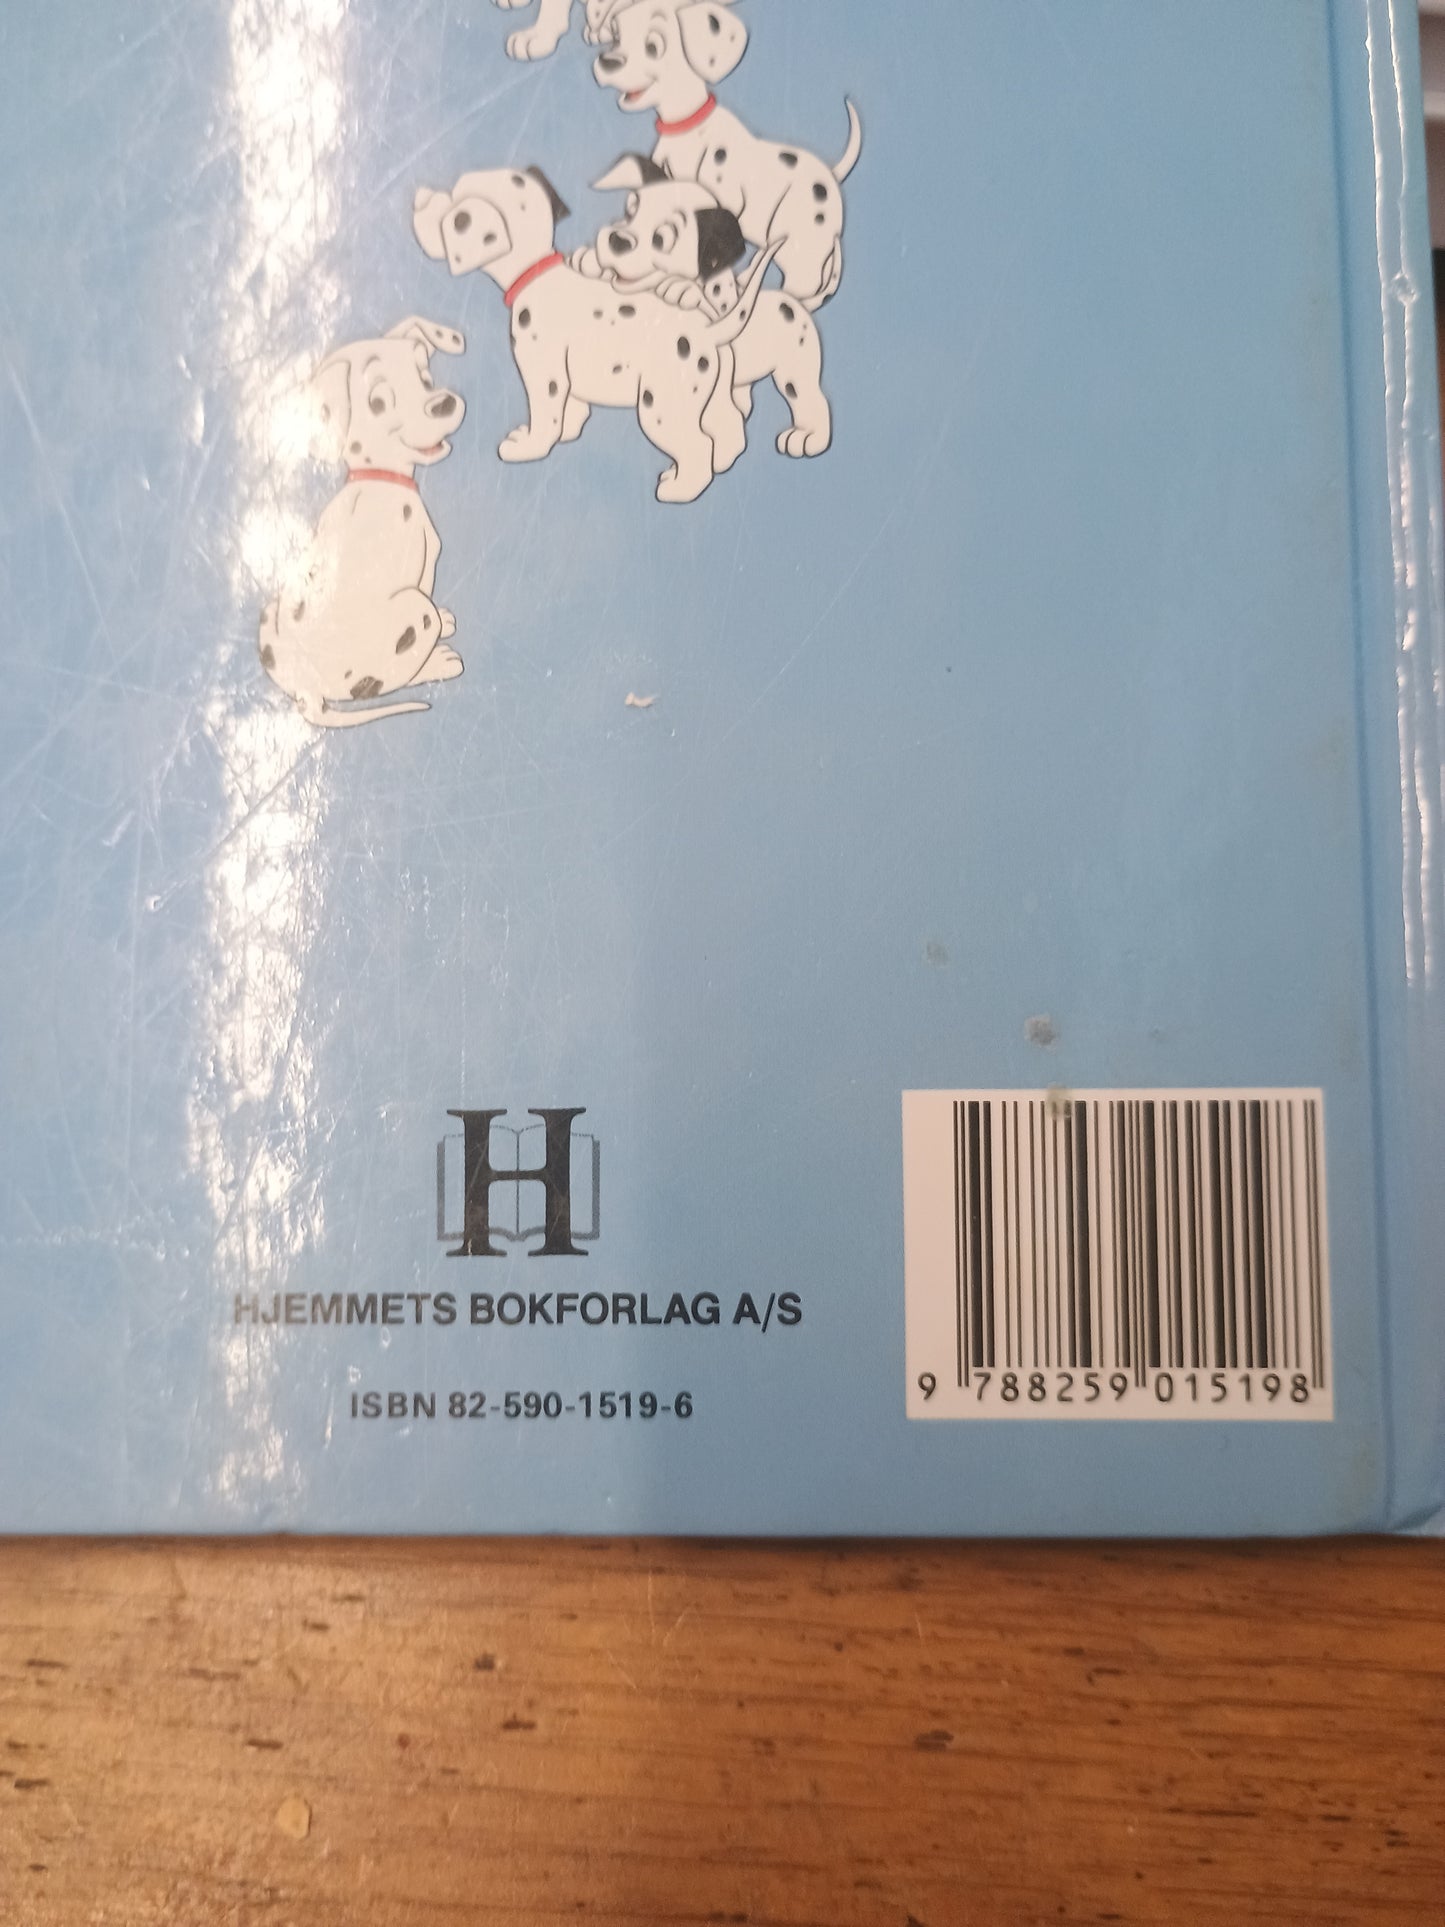 H
HJEMMETS BOKFORLAG A/S
ISBN 82-590-1519-6
9 788259 015198